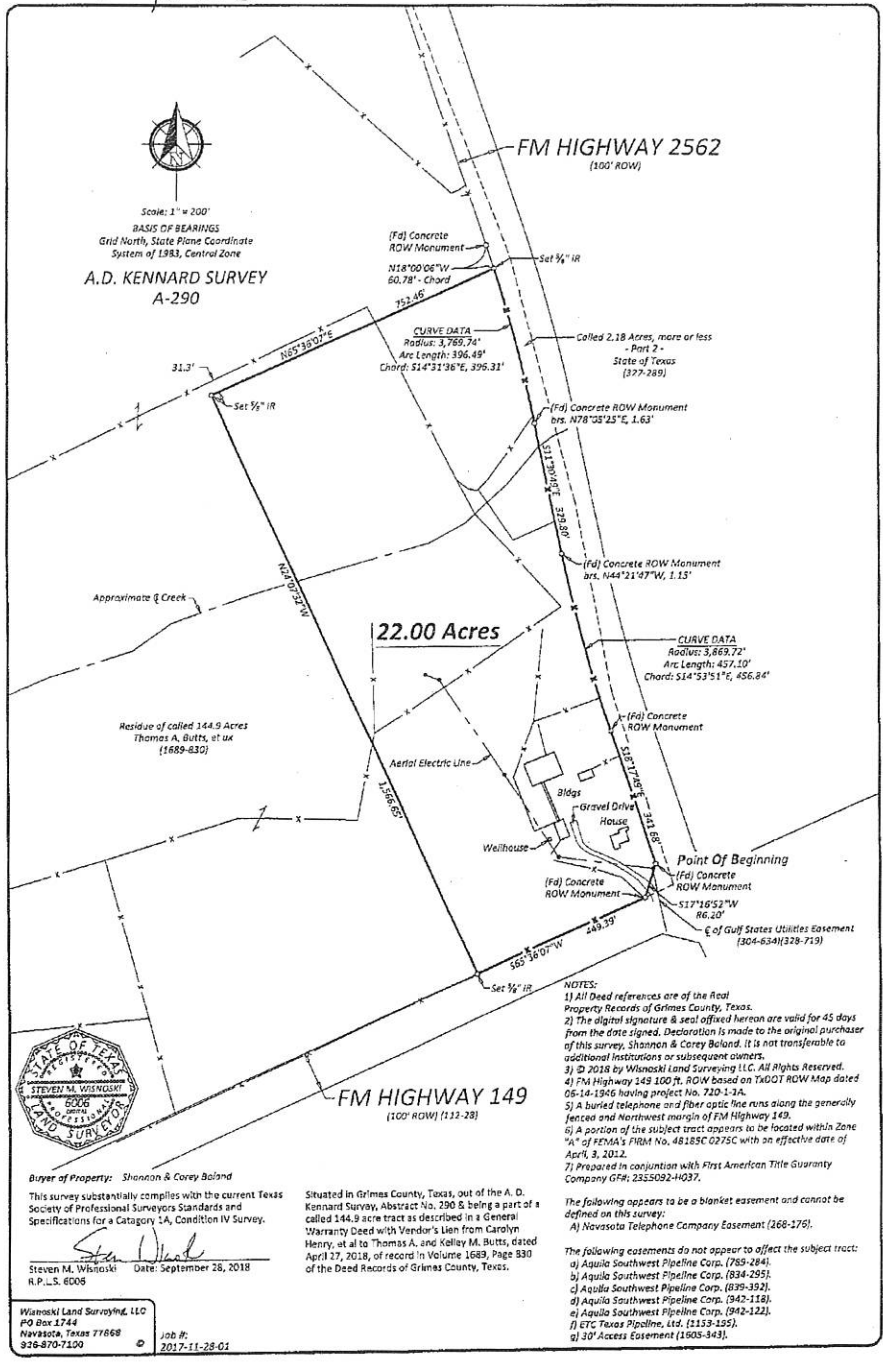 FM HIGHWAY 2562
(100' ROW)
N
Scale: 1" = 200'
BASIS OF BEARINGS
Grid North, State Plane Coordinate
System of 1983, Central Zone
A.D. KENNARD SURVEY
A-290
(Fd) Concrete
ROW Monument
N18°00'06"W
60.78' - Chord
Set ⅝" IR
752.46'
N65°36'07"E
31.3'
Set ⅝" IR
CURVE DATA
Radius: 3,769.74'
Arc Length: 396.49'
Chord: S14°31'36"E, 396.31'
Called 2.18 Acres, more or less
- Part 2 -
State of Texas
(327-289)
(Fd) Concrete ROW Monument
brs. N78°05'25"E, 1.63'
S11°30'49"E
329.80'
(Fd) Concrete ROW Monument
brs. N44°21'47"W, 1.13'
N24°07'32"W
Approximate ℄ Creek
22.00 Acres
CURVE DATA
Radius: 3,869.72'
Arc Length: 457.10'
Chord: S14°53'51"E, 456.84'
Residue of called 144.9 Acres
Thomas A. Butts, et ux
(1689-830)
(Fd) Concrete
ROW Monument
Aerial Electric Line
S18°17'49"E
1,566.65'
Bldgs
Gravel Drive
House
341.68'
Wellhouse
Point Of Beginning
(Fd) Concrete
ROW Monument
(Fd) Concrete
ROW Monument
S17°16'52"W
86.20'
℄ of Gulf States Utilities Easement
(304-634)(328-719)
449.39'
S65°36'07"W
Set ⅝" IR
FM HIGHWAY 149
(100' ROW) (112-28)
NOTES:
1) All Deed references are of the Real
Property Records of Grimes County, Texas.
2) The digital signature & seal affixed hereon are valid for 45 days
from the date signed. Declaration is made to the original purchaser
of this survey, Shannon & Corey Boland. It is not transferable to
additional institutions or subsequent owners.
3) © 2018 by Wisnoski Land Surveying LLC. All Rights Reserved.
4) FM Highway 149 100 ft. ROW based on TxDOT ROW Map dated
06-14-1946 having project No. 720-1-1A.
5) A buried telephone and fiber optic line runs along the generally
fenced and Northwest margin of FM Highway 149.
6) A portion of the subject tract appears to be located within Zone
"A" of FEMA's FIRM No. 48185C 0275C with an effective date of
April, 3, 2012.
7) Prepared in conjuntion with First American Title Guaranty
Company GF#: 2355092-H037.
The following appears to be a blanket easement and cannot be
defined on this survey:
A) Navasota Telephone Company Easement (268-176).
The following easements do not appear to affect the subject tract:
a) Aquila Southwest Pipeline Corp. (789-284).
b) Aquila Southwest Pipeline Corp. (834-295).
c) Aquila Southwest Pipeline Corp. (839-392).
d) Aquila Southwest Pipeline Corp. (942-118).
e) Aquila Southwest Pipeline Corp. (942-122).
f) ETC Texas Pipeline, Ltd. (1153-155).
g) 30' Access Easement (1605-343).
STATE OF TEXAS
REGISTERED
STEVEN M. WISNOSKI
6006
DIGITAL
PROFESSIONAL
LAND SURVEYOR
Buyer of Property: Shannon & Corey Boland
This survey substantially complies with the current Texas
Society of Professional Surveyors Standards and
Specifications for a Catagory 1A, Condition IV Survey.
Steven M. Wisnoski Date: September 28, 2018
R.P.L.S. 6006
Situated in Grimes County, Texas, out of the A. D.
Kennard Survey, Abstract No. 290 & being a part of a
called 144.9 acre tract as described in a General
Warranty Deed with Vendor's Lien from Carolyn
Henry, et al to Thomas A. and Kelley M. Butts, dated
April 27, 2018, of record in Volume 1689, Page 830
of the Deed Records of Grimes County, Texas.
Wisnoski Land Surveying, LLC
PO Box 1744
Navasota, Texas 77868
936-870-7100
©
Job #:
2017-11-28-01